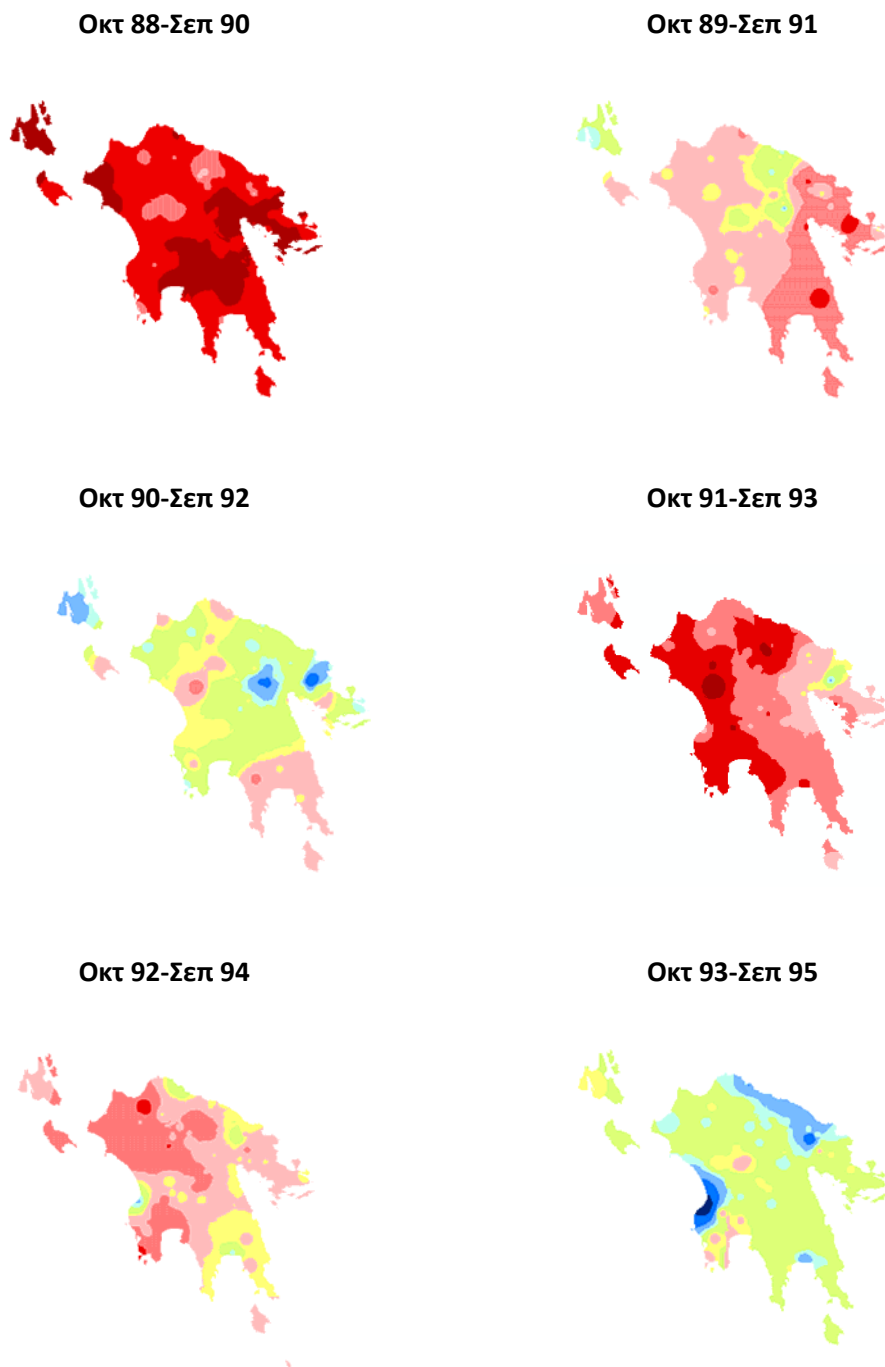 Οκτ 88-Σεπ 90
Οκτ 89-Σεπ 91
Οκτ 90-Σεπ 92
Οκτ 91-Σεπ 93
Οκτ 92-Σεπ 94
Οκτ 93-Σεπ 95